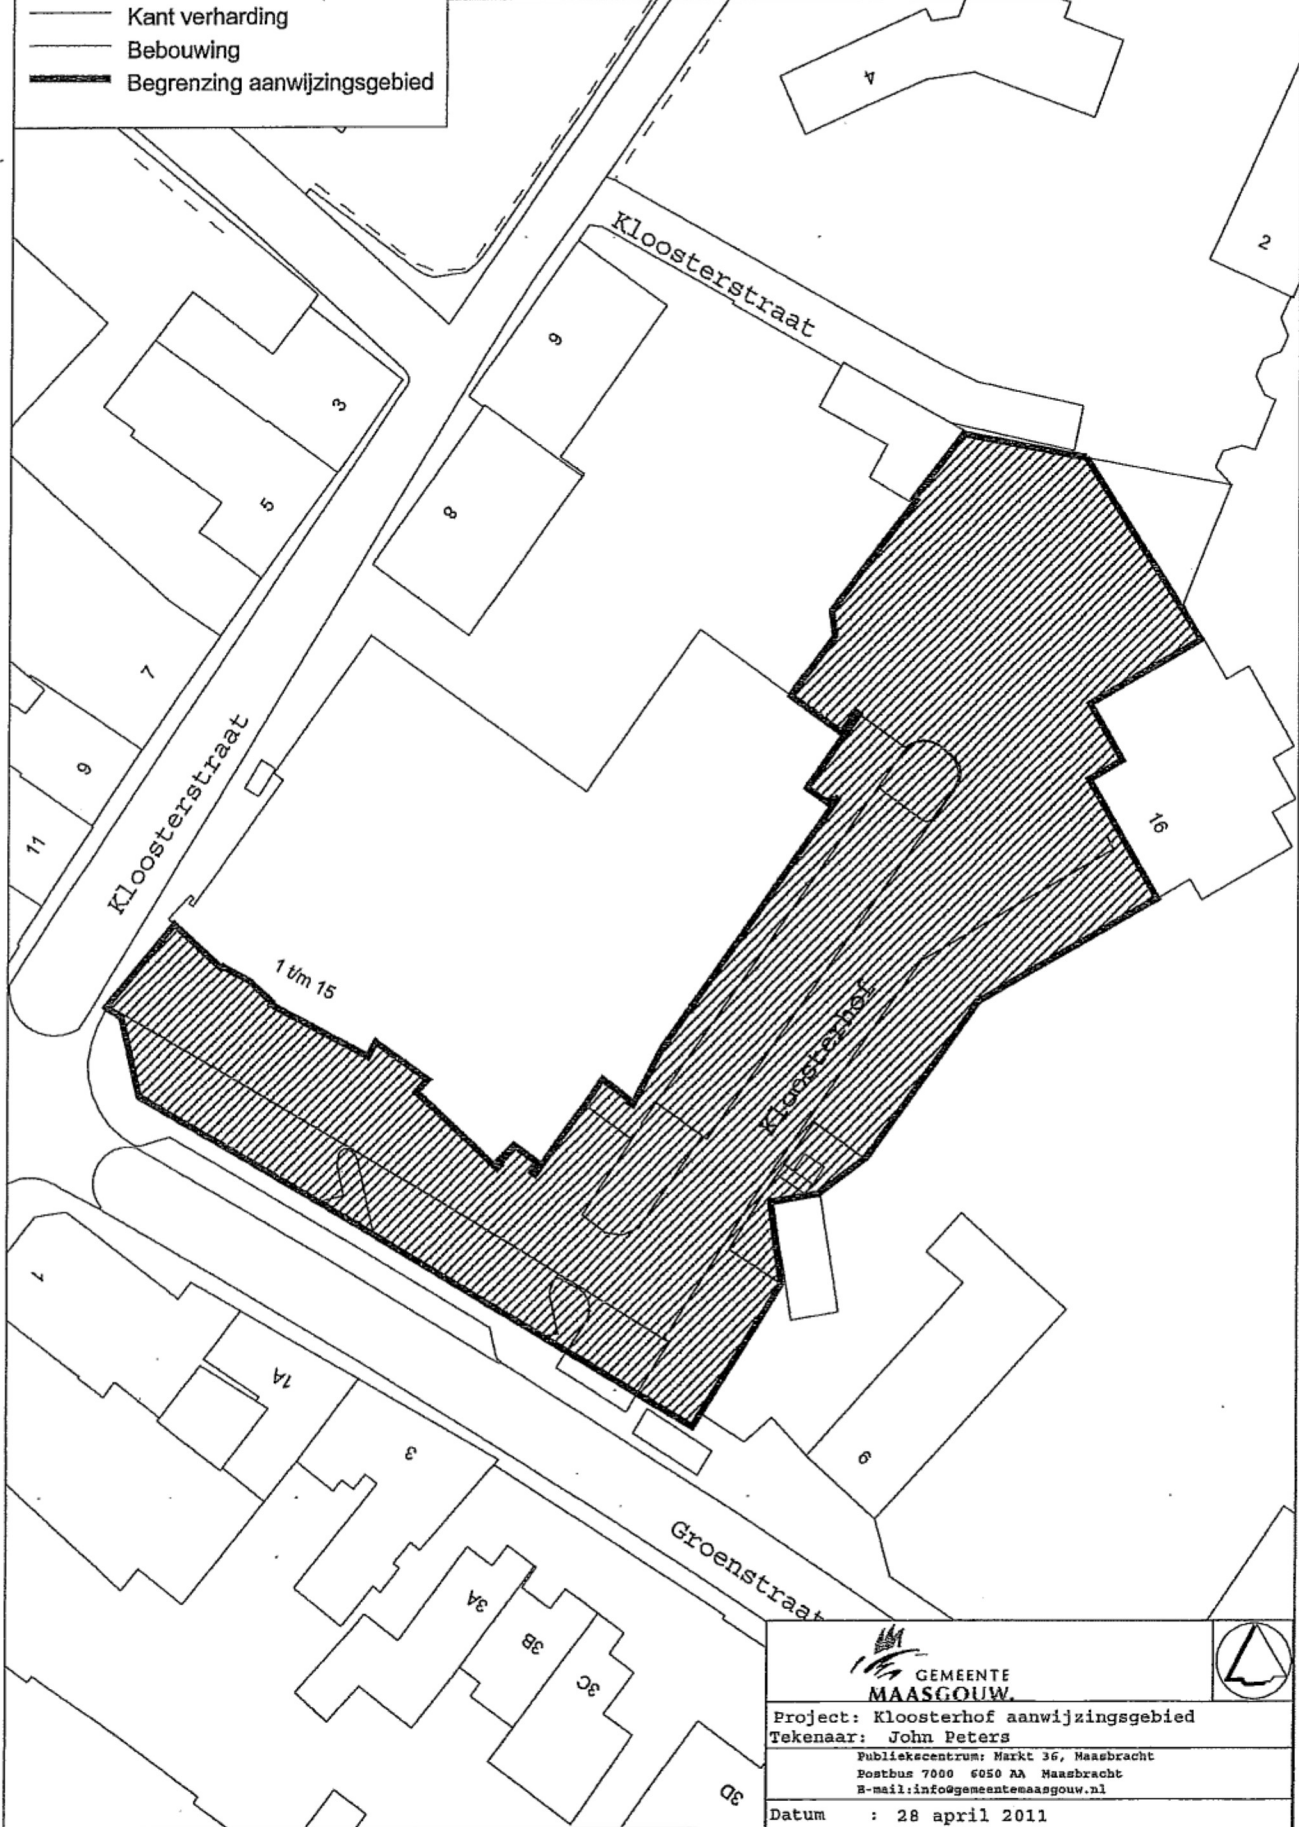 Kant verharding
Bebouwing
Begrenzing aanwijzingsgebied
4
2
Kloosterstraat
9
3
8
5
7
9
11
Kloosterstraat
16
1 t/m 15
Kloosterhof
1
1A
3
6
3A
3B
3C
3D
Groenstraat
GEMEENTE
MAASGOUW.
Project: Kloosterhof aanwijzingsgebied
Tekenaar: John Peters
Publiekscentrum: Markt 36, Maasbracht
Postbus 7000 6050 AA Maasbracht
E-mail:info@gemeentemaasgouw.nl
Datum : 28 april 2011